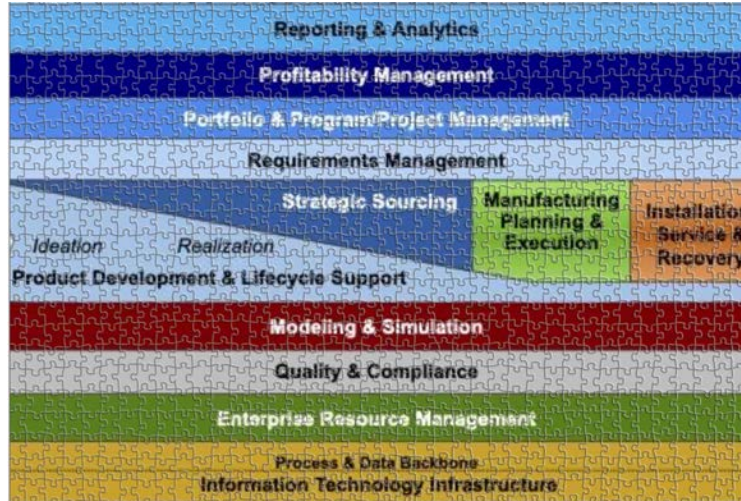 Reporting & Analytics
Profitability Management
Portfolio & Program/Project Management
Requirements Management
Strategic Sourcing
Manufacturing
Planning &
Execution
Installation
Service &
Recovery
Ideation
Realization
Product Development & Lifecycle Support
Modeling & Simulation
Quality & Compliance
Enterprise Resource Management
Process & Data Backbone
Information Technology Infrastructure